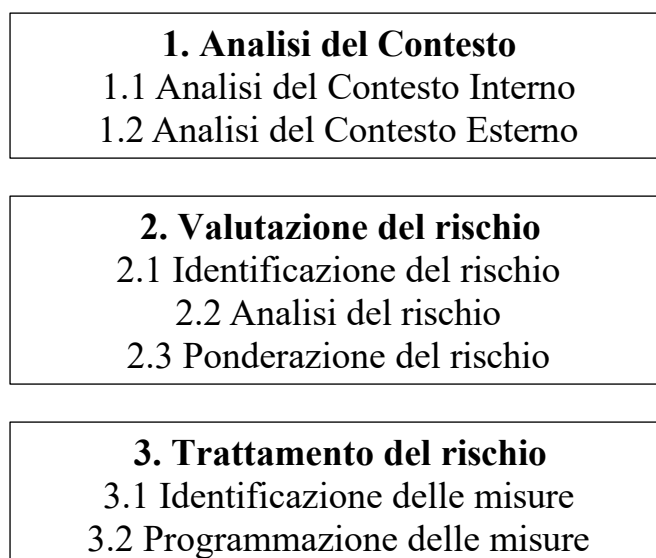 1. Analisi del Contesto
1.1 Analisi del Contesto Interno
1.2 Analisi del Contesto Esterno
2. Valutazione del rischio
2.1 Identificazione del rischio
2.2 Analisi del rischio
2.3 Ponderazione del rischio
3. Trattamento del rischio
3.1 Identificazione delle misure
3.2 Programmazione delle misure